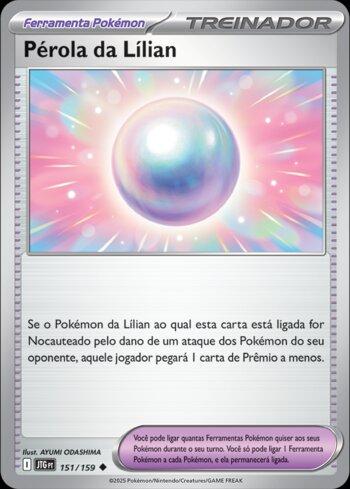 Ferramenta Pokémon
TREINADOR
Pérola da Lílian
Se o Pokémon da Lílian ao qual esta carta está ligada for
Nocauteado pelo dano de um ataque dos Pokémon do seu
oponente, aquele jogador pegará 1 carta de Prêmio a menos.
Ilust. AYUMI ODASHIMA
I JTG PT 151/159
Você pode ligar quantas Ferramentas Pokémon quiser aos seus
Pokémon durante o seu turno. Você só pode ligar 1 Ferramenta
Pokémon a cada Pokémon, e ela permanecerá ligada.
©2025 Pokémon/Nintendo/Creatures/GAME FREAK